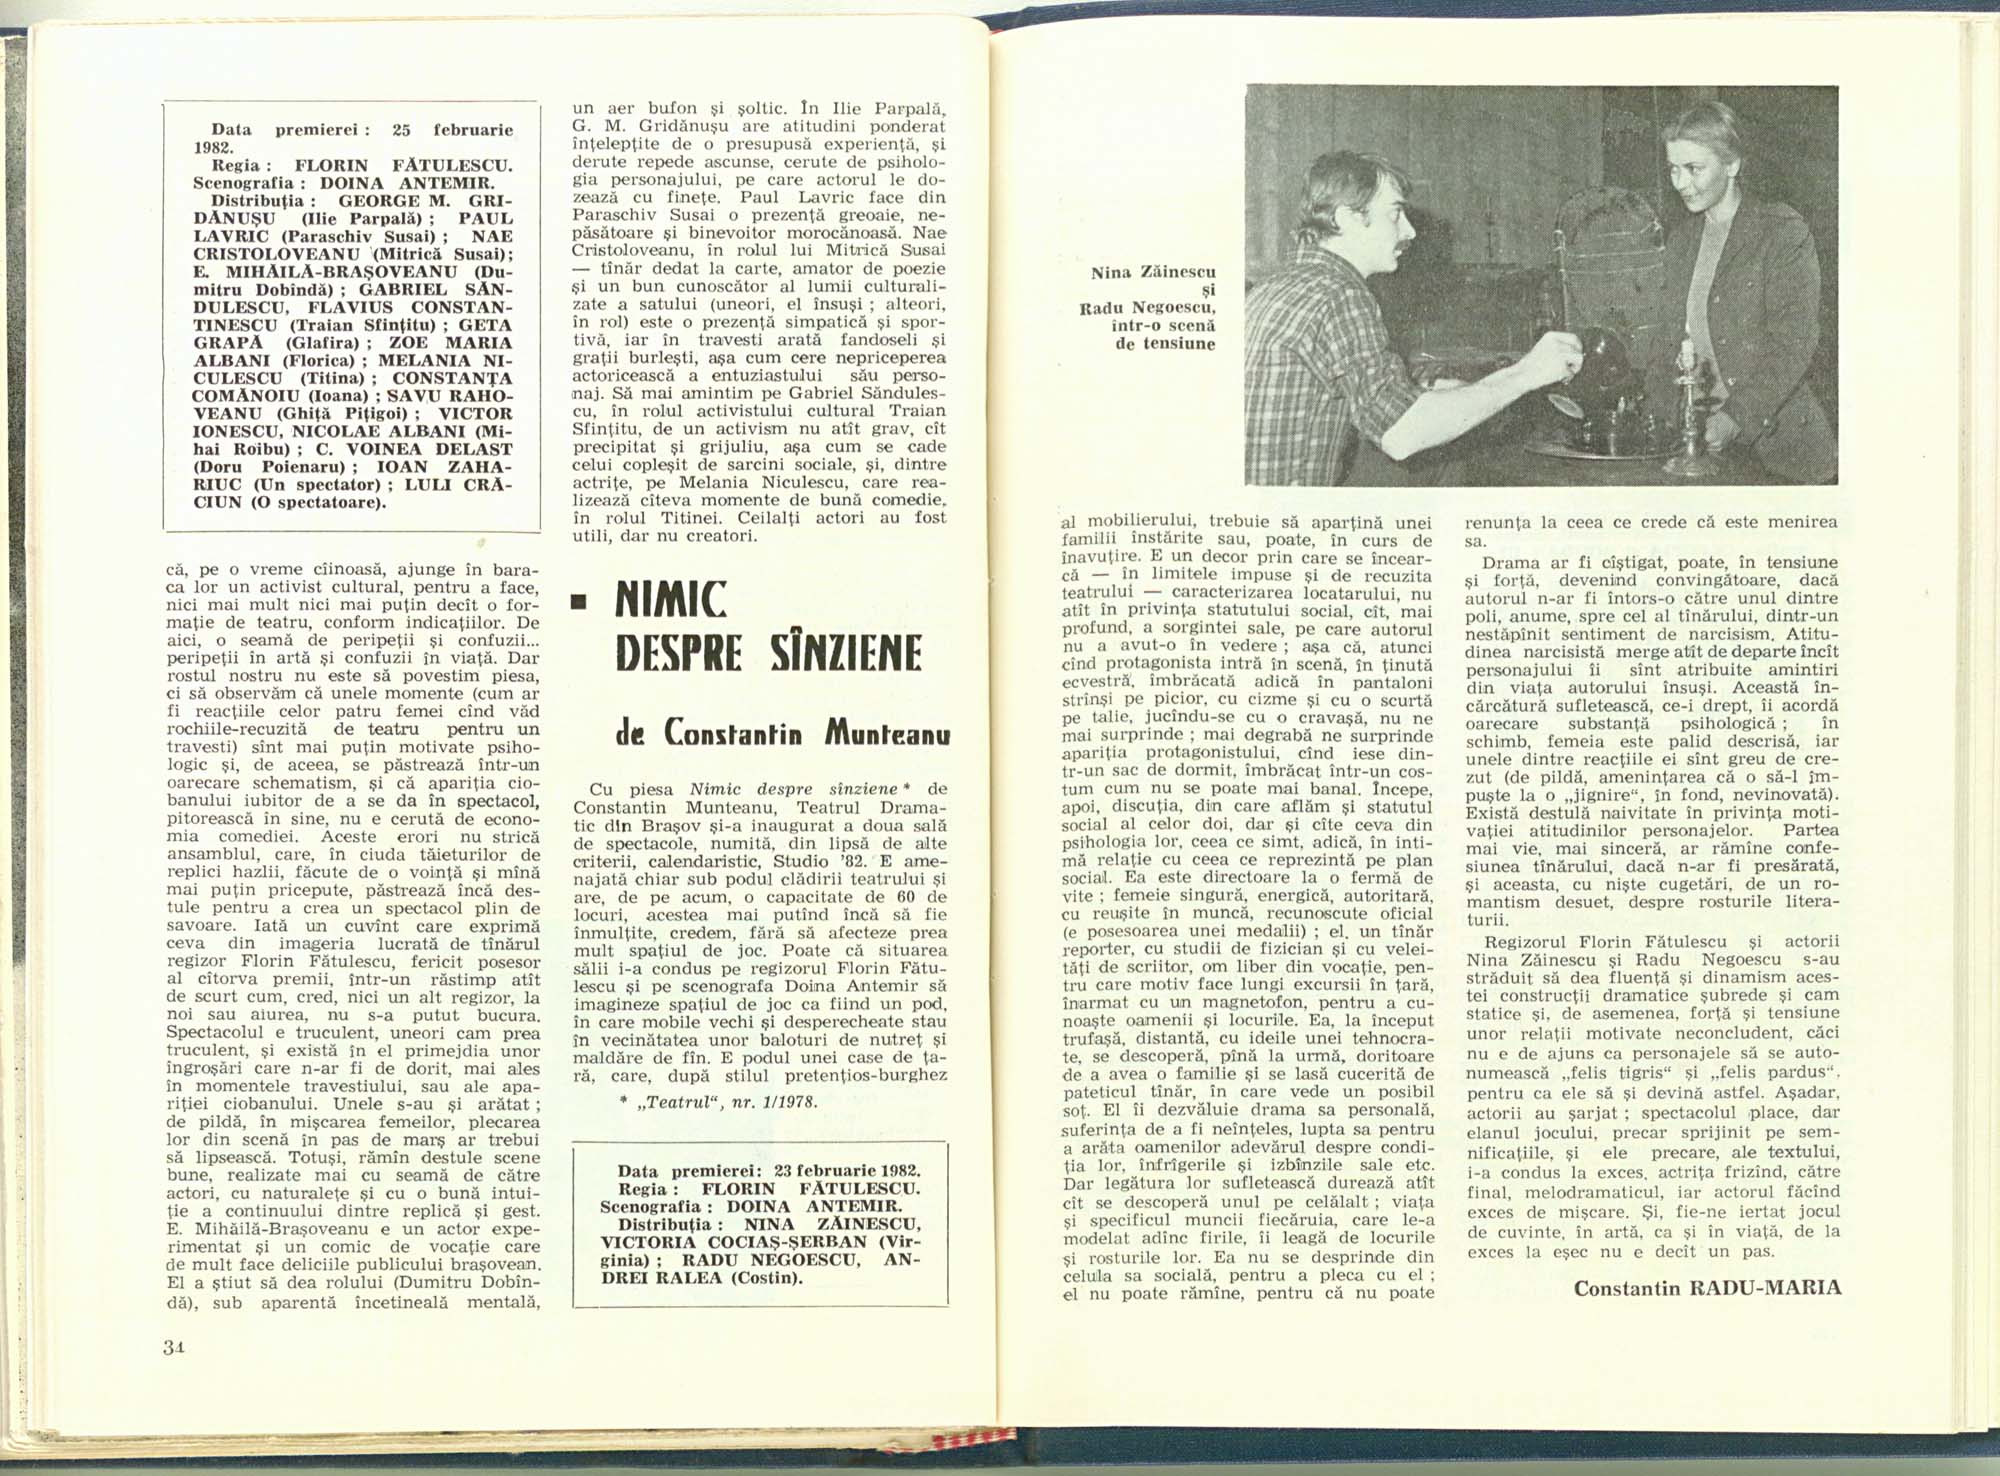 Data premierei : 25 februarie
1982.
Regia : FLORIN FĂTULESCU.
Scenografia : DOINA ANTEMIR.
Distribuția : GEORGE M. GRI-
DĂNUȘU (Ilie Parpală) ; PAUL
LAVRIC (Paraschiv Susai) ; NAE
CRISTOLOVEANU (Mitrică Susai);
E. MIHĂILĂ-BRAȘOVEANU (Du-
mitru Dobîndă) ; GABRIEL SĂN-
DULESCU, FLAVIUS CONSTAN-
TINESCU (Traian Sfințitu) ; GETA
GRAPĂ (Glafira) ; ZOE MARIA
ALBANI (Florica) ; MELANIA NI-
CULESCU (Titina) ; CONSTANȚA
COMĂNOIU (Ioana) ; SAVU RAHO-
VEANU (Ghiță Pițigoi) ; VICTOR
IONESCU, NICOLAE ALBANI (Mi-
hai Roibu) ; C. VOINEA DELAST
(Doru Poienaru) ; IOAN ZAHA-
RIUC (Un spectator) ; LULI CRĂ-
CIUN (O spectatoare).
că, pe o vreme cîinoasă, ajunge în bara-
ca lor un activist cultural, pentru a face,
nici mai mult nici mai puțin decît o for-
mație de teatru, conform indicațiilor. De
aici, o seamă de peripeții și confuzii...
peripeții în artă și confuzii în viață. Dar
rostul nostru nu este să povestim piesa,
ci să observăm că unele momente (cum ar
fi reacțiile celor patru femei cînd văd
rochiile-recuzită de teatru pentru un
travesti) sînt mai puțin motivate psiho-
logic și, de aceea, se păstrează într-un
oarecare schematism, și că apariția cio-
banului iubitor de a se da în spectacol,
pitorească în sine, nu e cerută de econo-
mia comediei. Aceste erori nu strică
ansamblul, care, în ciuda tăieturilor de
replici hazlii, făcute de o voință și mînă
mai puțin pricepute, păstrează încă des-
tule pentru a crea un spectacol plin de
savoare. Iată un cuvînt care exprimă
ceva din imageria lucrată de tînărul
regizor Florin Fătulescu, fericit posesor
al cîtorva premii, într-un răstimp atît
de scurt cum, cred, nici un alt regizor, la
noi sau aiurea, nu s-a putut bucura.
Spectacolul e truculent, uneori cam prea
truculent, și există în el primejdia unor
îngroșări care n-ar fi de dorit, mai ales
în momentele travestiului, sau ale apa-
riției ciobanului. Unele s-au și arătat ;
de pildă, în mișcarea femeilor, plecarea
lor din scenă în pas de marș ar trebui
să lipsească. Totuși, rămîn destule scene
bune, realizate mai cu seamă de către
actori, cu naturalețe și cu o bună intui-
ție a continuului dintre replică și gest.
E. Mihăilă-Brașoveanu e un actor expe-
rimentat și un comic de vocație care
de mult face deliciile publicului brașovean.
El a știut să dea rolului (Dumitru Dobîn-
dă), sub aparentă încetineală mentală,
34
un aer bufon și șoltic. În Ilie Parpală,
G. M. Gridănușu are atitudini ponderat
înțelepțite de o presupusă experiență, și
derute repede ascunse, cerute de psiholo-
gia personajului, pe care actorul le do-
zează cu finețe. Paul Lavric face din
Paraschiv Susai o prezență greoaie, ne-
păsătoare și binevoitor morocănoasă. Nae
Cristoloveanu, în rolul lui Mitrică Susai
— tînăr dedat la carte, amator de poezie
și un bun cunoscător al lumii culturali-
zate a satului (uneori, el însuși ; alteori,
în rol) este o prezență simpatică și spor-
tivă, iar în travesti arată fandoseli și
grații burlești, așa cum cere nepriceperea
actoricească a entuziastului său perso-
naj. Să mai amintim pe Gabriel Săndules-
cu, în rolul activistului cultural Traian
Sfințitu, de un activism nu atît grav, cît
precipitat și grijuliu, așa cum se cade
celui copleșit de sarcini sociale, și, dintre
actrițe, pe Melania Niculescu, care rea-
lizează cîteva momente de bună comedie,
în rolul Titinei. Ceilalți actori au fost
utili, dar nu creatori.
■ NIMIC
DESPRE SÎNZIENE
de Constantin Munteanu
Cu piesa Nimic despre sînziene * de
Constantin Munteanu, Teatrul Drama-
tic din Brașov și-a inaugurat a doua sală
de spectacole, numită, din lipsă de alte
criterii, calendaristic, Studio '82. E ame-
najată chiar sub podul clădirii teatrului și
are, de pe acum, o capacitate de 60 de
locuri, acestea mai putînd încă să fie
înmulțite, credem, fără să afecteze prea
mult spațiul de joc. Poate că situarea
sălii i-a condus pe regizorul Florin Fătu-
lescu și pe scenografa Doina Antemir să
imagineze spațiul de joc ca fiind un pod,
în care mobile vechi și desperecheate stau
în vecinătatea unor baloturi de nutreț și
maldăre de fîn. E podul unei case de ța-
ră, care, după stilul pretențios-burghez
* „Teatrul“, nr. 1/1978.
Data premierei: 23 februarie 1982.
Regia : FLORIN FĂTULESCU.
Scenografia : DOINA ANTEMIR.
Distribuția : NINA ZĂINESCU,
VICTORIA COCIAȘ-ȘERBAN (Vir-
ginia) ; RADU NEGOESCU, AN-
DREI RALEA (Costin).
Nina Zăinescu
și
Radu Negoescu,
într-o scenă
de tensiune
al mobilierului, trebuie să aparțină unei
familii înstărite sau, poate, în curs de
înavuțire. E un decor prin care se încear-
că — în limitele impuse și de recuzita
teatrului — caracterizarea locatarului, nu
atît în privința statutului social, cît, mai
profund, a sorgintei sale, pe care autorul
nu a avut-o în vedere ; așa că, atunci
cînd protagonista intră în scenă, în ținută
ecvestră, îmbrăcată adică în pantaloni
strînși pe picior, cu cizme și cu o scurtă
pe talie, jucîndu-se cu o cravașă, nu ne
mai surprinde ; mai degrabă ne surprinde
apariția protagonistului, cînd iese din-
tr-un sac de dormit, îmbrăcat într-un cos-
tum cum nu se poate mai banal. Începe,
apoi, discuția, din care aflăm și statutul
social al celor doi, dar și cîte ceva din
psihologia lor, ceea ce simt, adică, în inti-
mă relație cu ceea ce reprezintă pe plan
social. Ea este directoare la o fermă de
vite ; femeie singură, energică, autoritară,
cu reușite în muncă, recunoscute oficial
(e posesoarea unei medalii) ; el, un tînăr
reporter, cu studii de fizician și cu velei-
tăți de scriitor, om liber din vocație, pen-
tru care motiv face lungi excursii în țară,
înarmat cu un magnetofon, pentru a cu-
noaște oamenii și locurile. Ea, la început
trufașă, distantă, cu ideile unei tehnocra-
te, se descoperă, pînă la urmă, doritoare
de a avea o familie și se lasă cucerită de
pateticul tînăr, în care vede un posibil
soț. El îi dezvăluie drama sa personală,
suferința de a fi neînțeles, lupta sa pentru
a arăta oamenilor adevărul despre condi-
ția lor, înfrîgerile și izbînzile sale etc.
Dar legătura lor sufletească durează atît
cît se descoperă unul pe celălalt ; viața
și specificul muncii fiecăruia, care le-a
modelat adînc firile, îi leagă de locurile
și rosturile lor. Ea nu se desprinde din
celula sa socială, pentru a pleca cu el ;
el nu poate rămîne, pentru că nu poate
renunța la ceea ce crede că este menirea
sa.
Drama ar fi cîștigat, poate, în tensiune
și forță, devenind convingătoare, dacă
autorul n-ar fi întors-o către unul dintre
poli, anume, spre cel al tînărului, dintr-un
nestăpînit sentiment de narcisism. Atitu-
dinea narcisistă merge atît de departe încît
personajului îi sînt atribuite amintiri
din viața autorului însuși. Această în-
cărcătură sufletească, ce-i drept, îi acordă
oarecare substanță psihologică ; în
schimb, femeia este palid descrisă, iar
unele dintre reacțiile ei sînt greu de cre-
zut (de pildă, amenințarea că o să-l îm-
puște la o „jignire“, în fond, nevinovată).
Există destulă naivitate în privința moti-
vației atitudinilor personajelor. Partea
mai vie, mai sinceră, ar rămîne confe-
siunea tînărului, dacă n-ar fi presărată,
și aceasta, cu niște cugetări, de un ro-
mantism desuet, despre rosturile litera-
turii.
Regizorul Florin Fătulescu și actorii
Nina Zăinescu și Radu Negoescu s-au
străduit să dea fluență și dinamism aces-
tei construcții dramatice șubrede și cam
statice și, de asemenea, forță și tensiune
unor relații motivate neconcludent, căci
nu e de ajuns ca personajele să se auto-
numească „felis tigris“ și „felis pardus“,
pentru ca ele să și devină astfel. Așadar,
actorii au șarjat ; spectacolul place, dar
elanul jocului, precar sprijinit pe sem-
nificațiile, și ele precare, ale textului,
i-a condus la exces, actrița frizînd, către
final, melodramaticul, iar actorul făcînd
exces de mișcare. Și, fie-ne iertat jocul
de cuvinte, în artă, ca și în viață, de la
exces la eșec nu e decît un pas.
Constantin RADU-MARIA